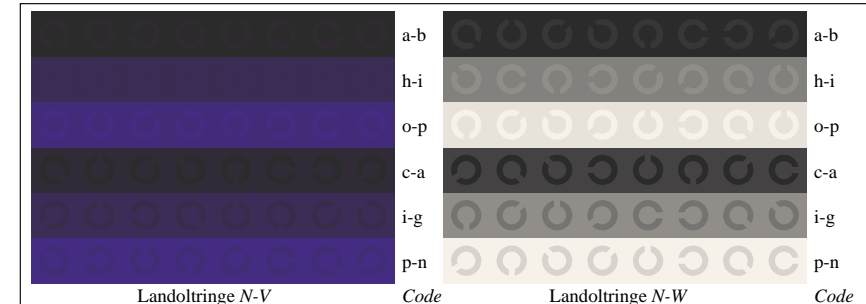 a-b a-b
h-i h-i
o-p o-p
c-a c-a
i-g i-g
p-n p-n
Landoltringe N-V Code Landoltringe N-W Code